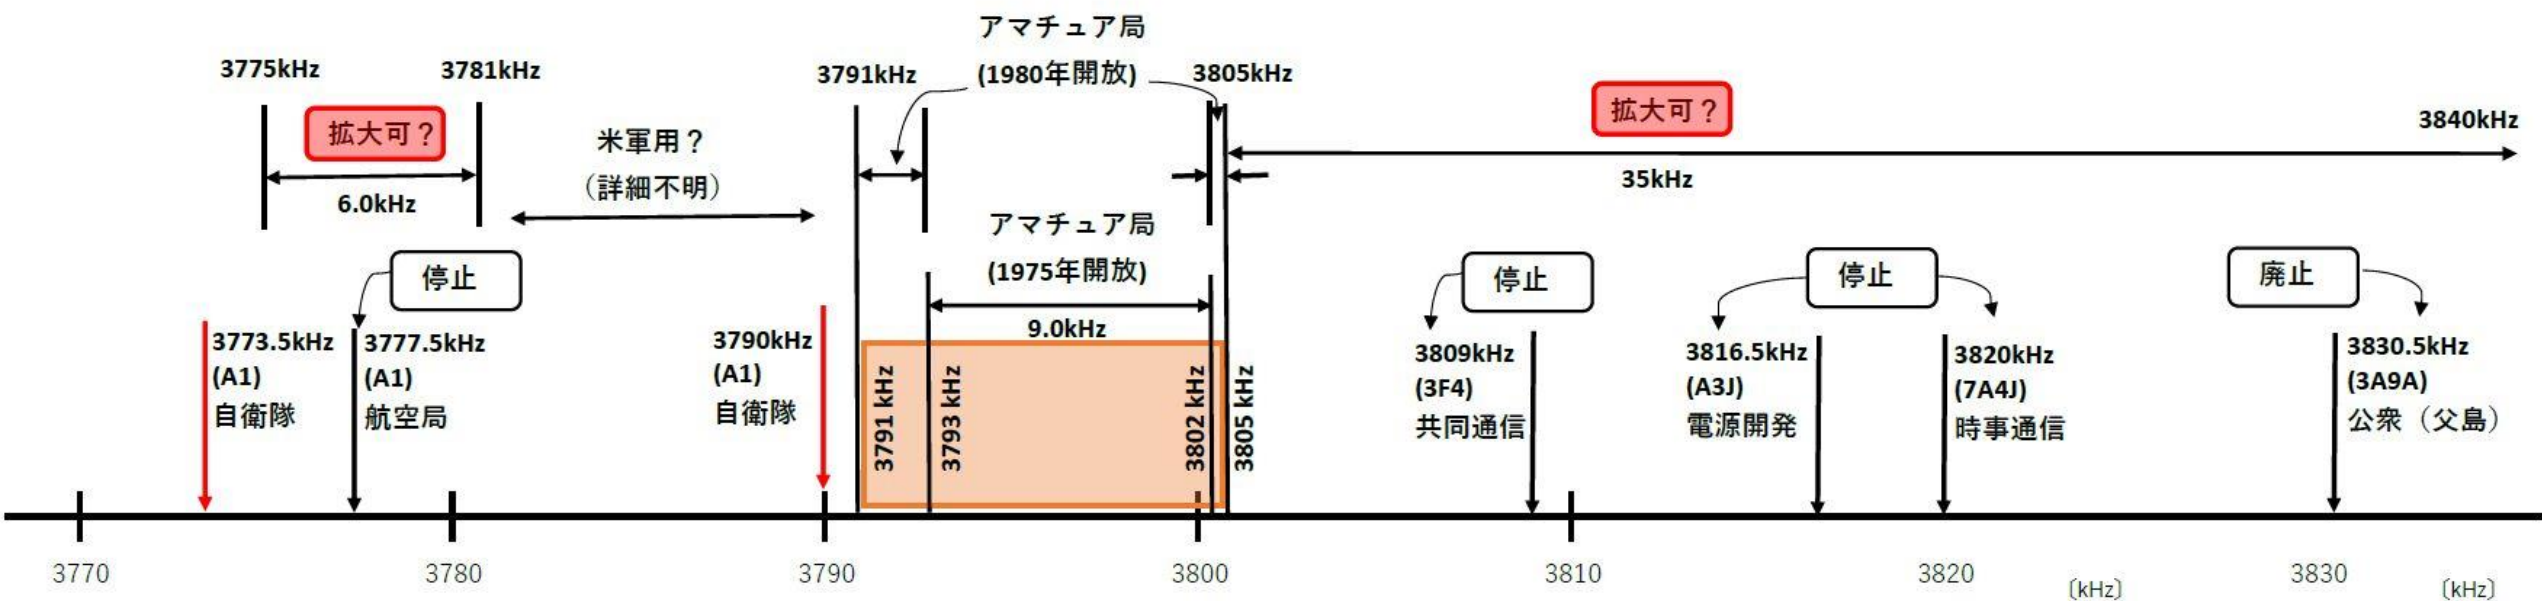 アマチュア局
(1980年開放)
3775kHz
3781kHz
3791kHz
3805kHz
拡大可？
拡大可？
3840kHz
米軍用？
（詳細不明）
6.0kHz
35kHz
アマチュア局
(1975年開放)
9.0kHz
停止
停止
停止
廃止
3773.5kHz
(A1)
自衛隊
3777.5kHz
(A1)
航空局
3790kHz
(A1)
自衛隊
3791 kHz
3793 kHz
3802 kHz
3805 kHz
3809kHz
(3F4)
共同通信
3816.5kHz
(A3J)
電源開発
3820kHz
(7A4J)
時事通信
3830.5kHz
(3A9A)
公衆（父島）
3770
3780
3790
3800
3810
3820
〔kHz〕
3830
〔kHz〕